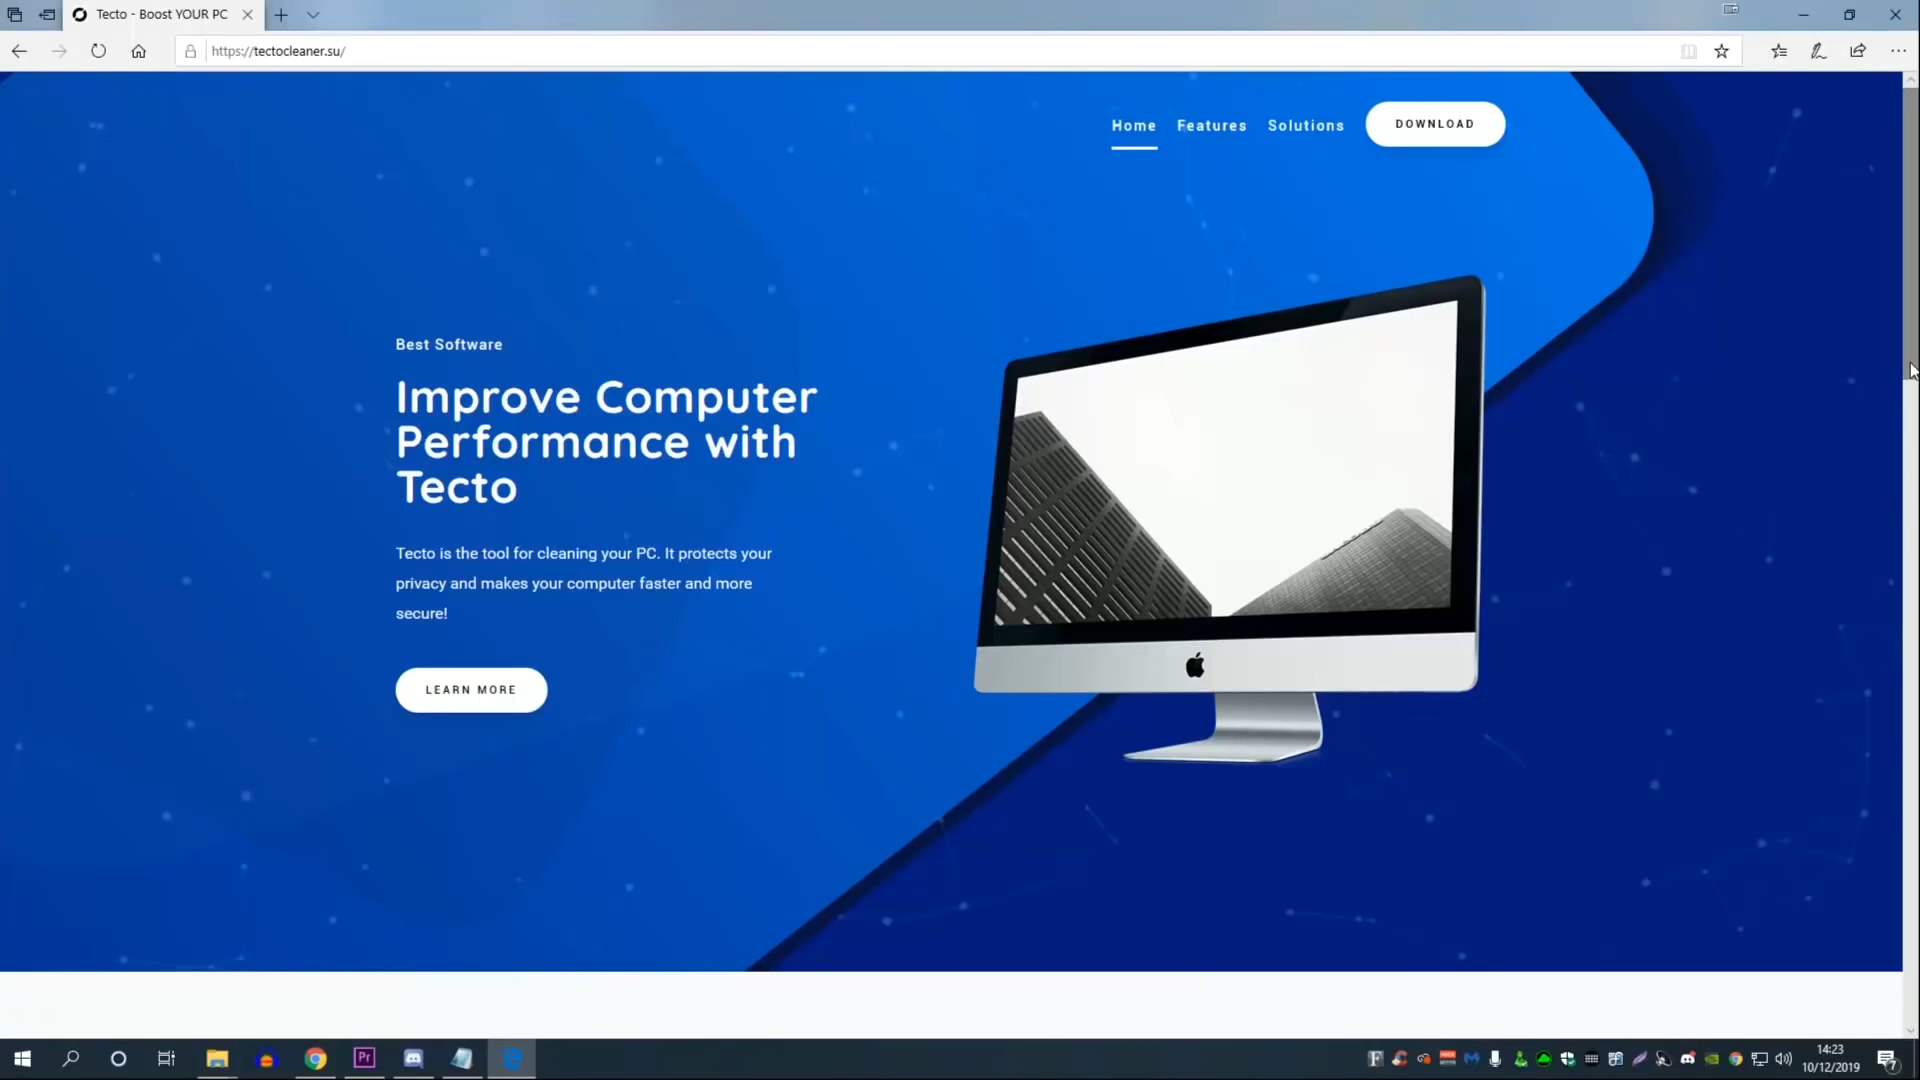 Tecto - Boost YOUR PC
https://tectocleaner.su/
Home
Features
Solutions
DOWNLOAD
Best Software
Improve Computer
Performance with
Tecto
Tecto is the tool for cleaning your PC. It protects your
privacy and makes your computer faster and more
secure!
LEARN MORE
Pr
14:23
10/12/2019
7